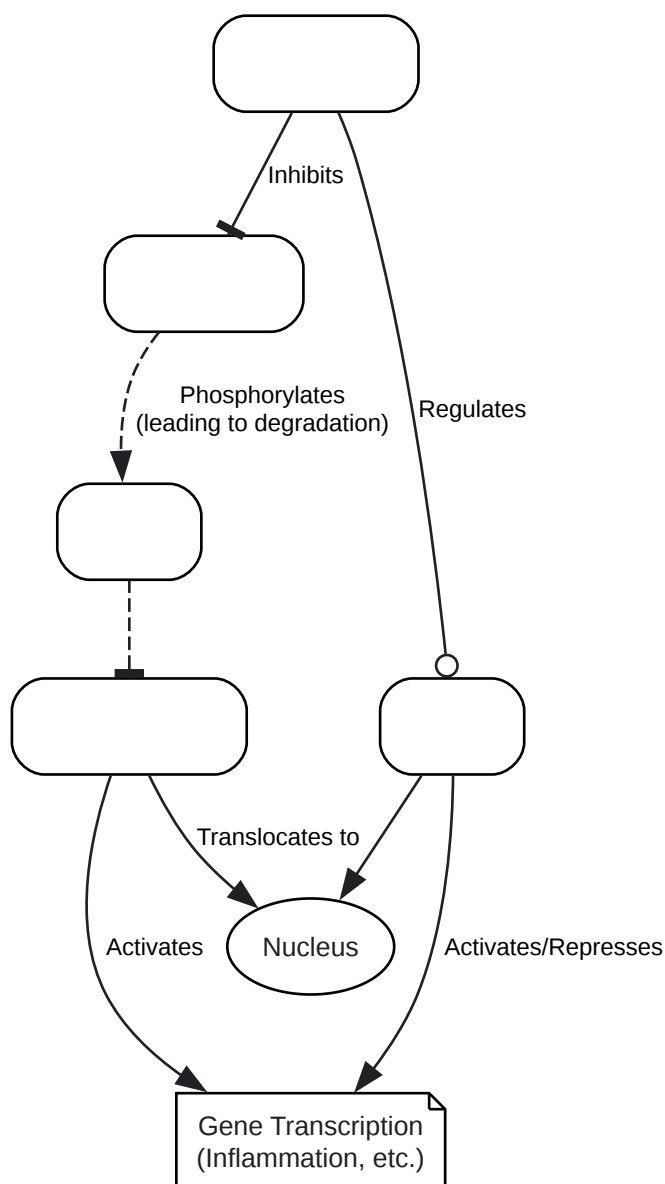 Inhibits
Phosphorylates
(leading to degradation)
Regulates
Translocates to
Activates
Nucleus
Activates/Represses
Gene Transcription
(Inflammation, etc.)